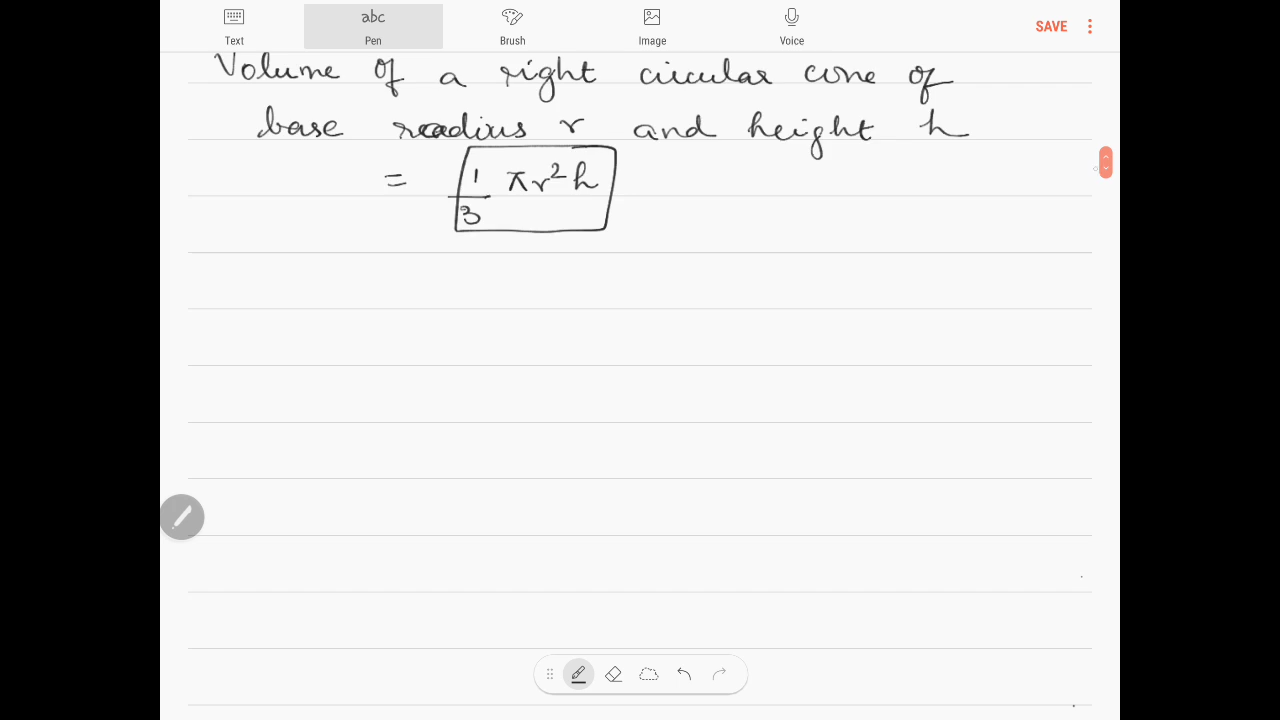 Text
abc
Pen
Brush
Image
Voice
SAVE
Volume of a right circular cone of
base radius r and height h
= 1/3 πr²h